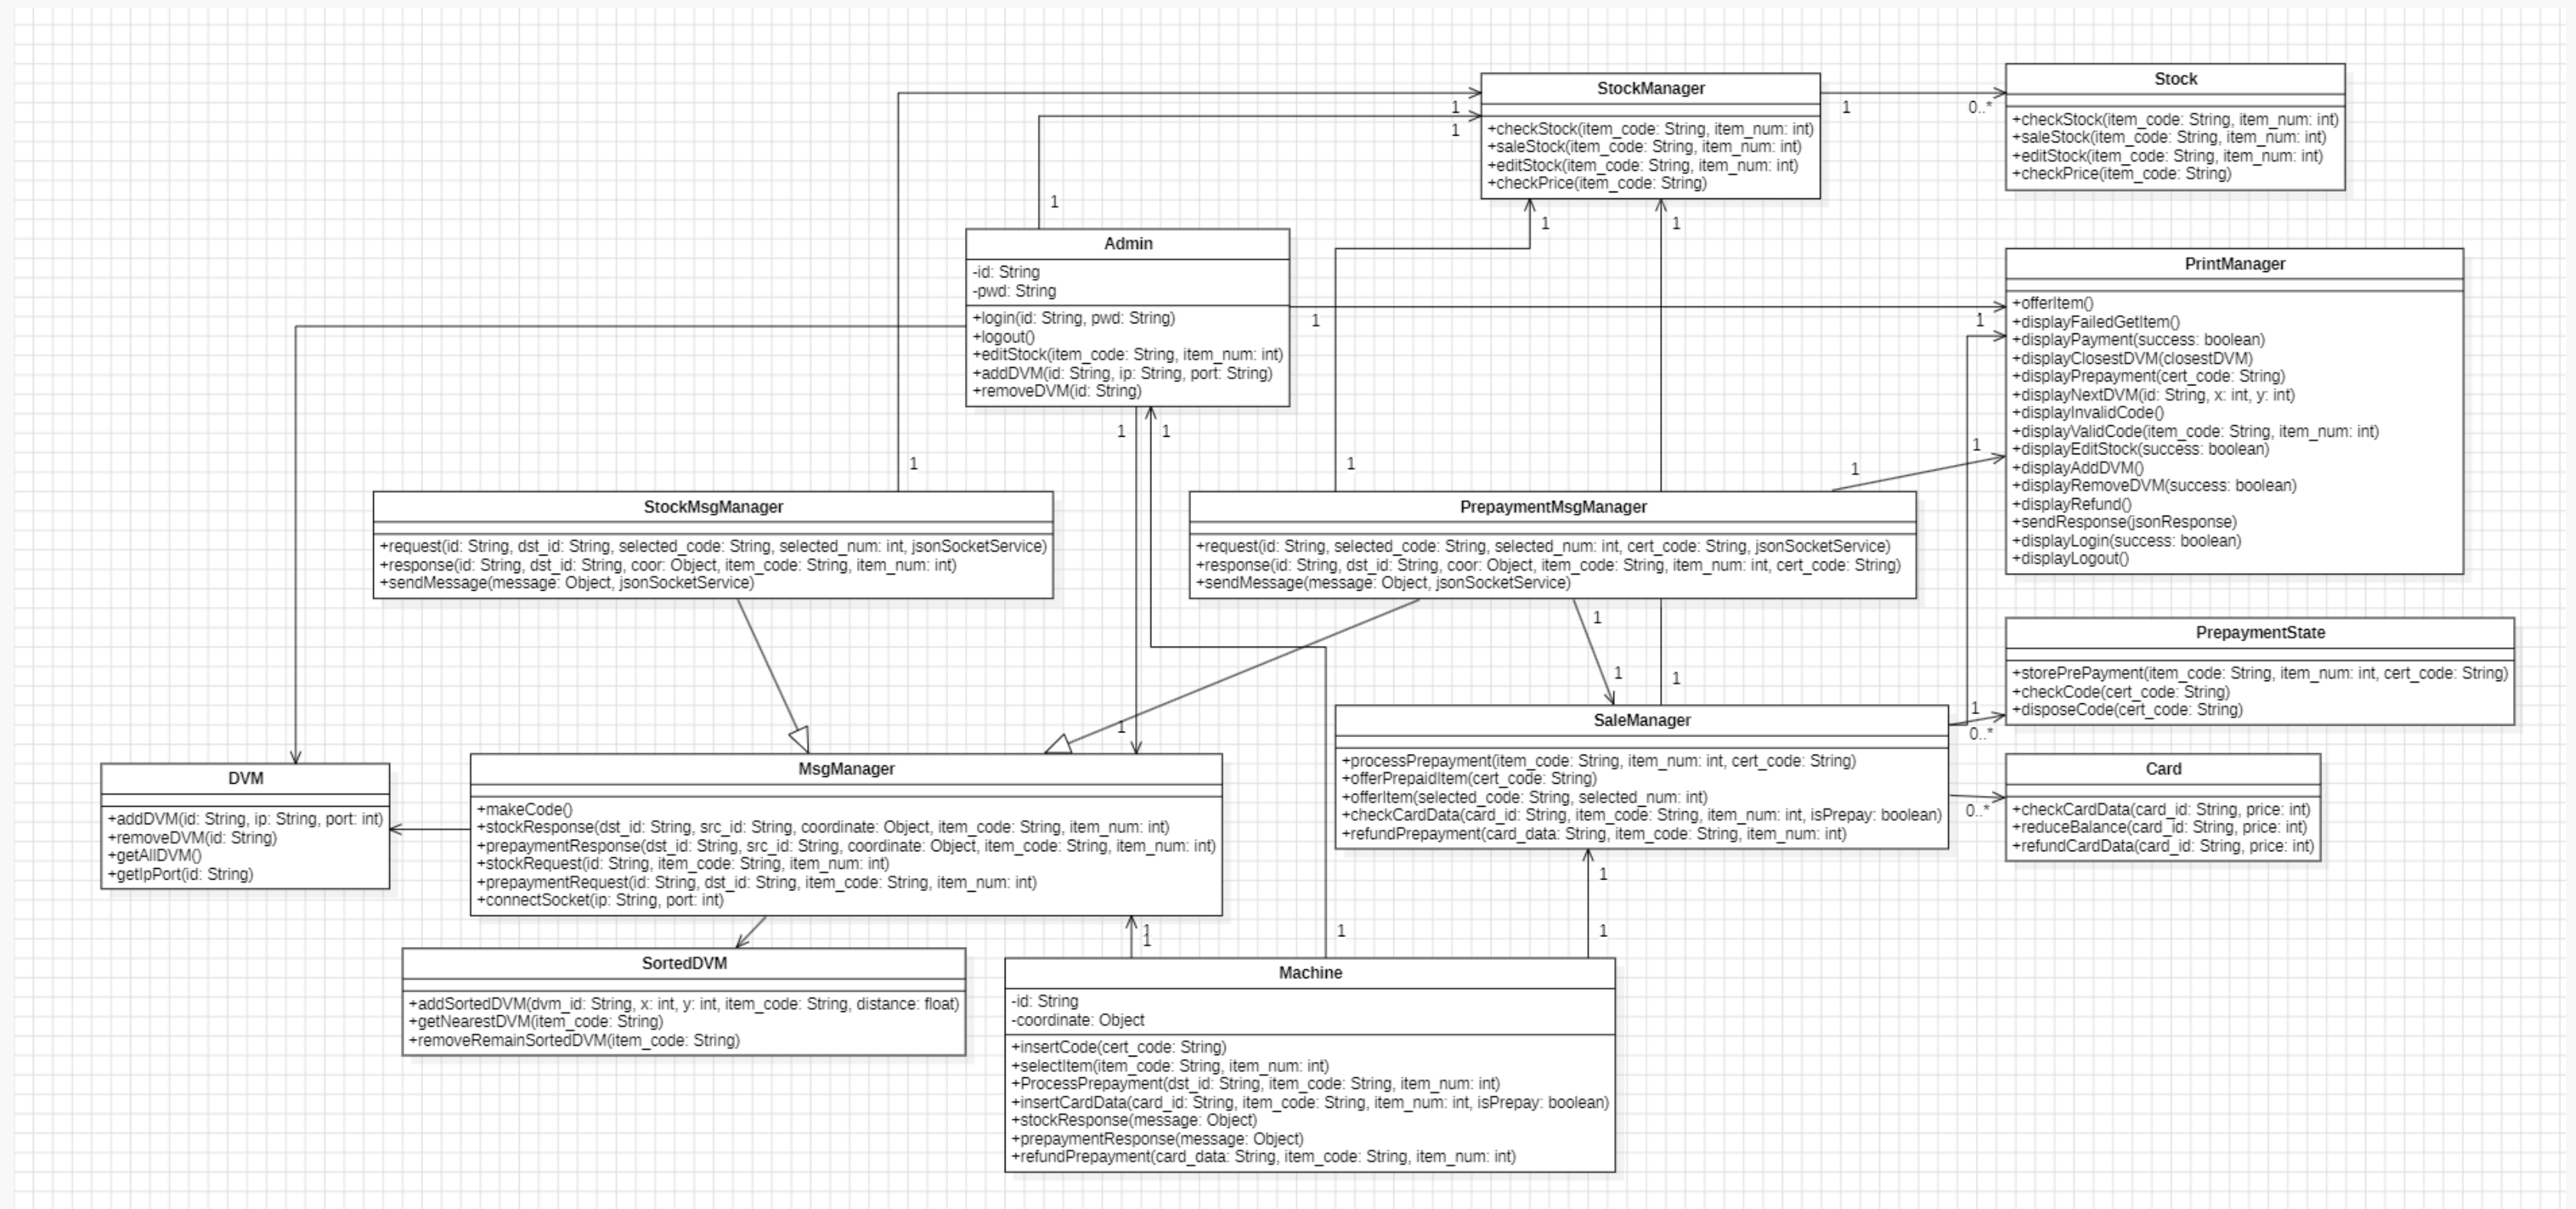 StockManager
+checkStock(item_code: String, item_num: int)
+saleStock(item_code: String, item_num: int)
+editStock(item_code: String, item_num: int)
+checkPrice(item_code: String)
1
1
1
0..*
Stock
+checkStock(item_code: String, item_num: int)
+saleStock(item_code: String, item_num: int)
+editStock(item_code: String, item_num: int)
+checkPrice(item_code: String)
1
1
1
Admin
-id: String
-pwd: String
+login(id: String, pwd: String)
+logout()
+editStock(item_code: String, item_num: int)
+addDVM(id: String, ip: String, port: String)
+removeDVM(id: String)
1
1
1
1
PrintManager
+offerItem()
+displayFailedGetItem()
+displayPayment(success: boolean)
+displayClosestDVM(closestDVM)
+displayPrepayment(cert_code: String)
+displayNextDVM(id: String, x: int, y: int)
+displayInvalidCode()
+displayValidCode(item_code: String, item_num: int)
+displayEditStock(success: boolean)
+displayAddDVM()
+displayRemoveDVM(success: boolean)
+displayRefund()
+sendResponse(jsonResponse)
+displayLogin(success: boolean)
+displayLogout()
1
1
1
1
StockMsgManager
+request(id: String, dst_id: String, selected_code: String, selected_num: int, jsonSocketService)
+response(id: String, dst_id: String, coor: Object, item_code: String, item_num: int)
+sendMessage(message: Object, jsonSocketService)
PrepaymentMsgManager
+request(id: String, selected_code: String, selected_num: int, cert_code: String, jsonSocketService)
+response(id: String, dst_id: String, coor: Object, item_code: String, item_num: int, cert_code: String)
+sendMessage(message: Object, jsonSocketService)
1
1
1
PrepaymentState
+storePrePayment(item_code: String, item_num: int, cert_code: String)
+checkCode(cert_code: String)
+disposeCode(cert_code: String)
1
0..*
1
SaleManager
+processPrepayment(item_code: String, item_num: int, cert_code: String)
+offerPrepaidItem(cert_code: String)
+offerItem(selected_code: String, selected_num: int)
+checkCardData(card_id: String, item_code: String, item_num: int, isPrepay: boolean)
+refundPrepayment(card_data: String, item_code: String, item_num: int)
0..*
Card
+checkCardData(card_id: String, price: int)
+reduceBalance(card_id: String, price: int)
+refundCardData(card_id: String, price: int)
DVM
+addDVM(id: String, ip: String, port: int)
+removeDVM(id: String)
+getAllDVM()
+getIpPort(id: String)
MsgManager
+makeCode()
+stockResponse(dst_id: String, src_id: String, coordinate: Object, item_code: String, item_num: int)
+prepaymentResponse(dst_id: String, src_id: String, coordinate: Object, item_code: String, item_num: int)
+stockRequest(id: String, item_code: String, item_num: int)
+prepaymentRequest(id: String, dst_id: String, item_code: String, item_num: int)
+connectSocket(ip: String, port: int)
1
1
1
1
1
SortedDVM
+addSortedDVM(dvm_id: String, x: int, y: int, item_code: String, distance: float)
+getNearestDVM(item_code: String)
+removeRemainSortedDVM(item_code: String)
Machine
-id: String
-coordinate: Object
+insertCode(cert_code: String)
+selectItem(item_code: String, item_num: int)
+ProcessPrepayment(dst_id: String, item_code: String, item_num: int)
+insertCardData(card_id: String, item_code: String, item_num: int, isPrepay: boolean)
+stockResponse(message: Object)
+prepaymentResponse(message: Object)
+refundPrepayment(card_data: String, item_code: String, item_num: int)